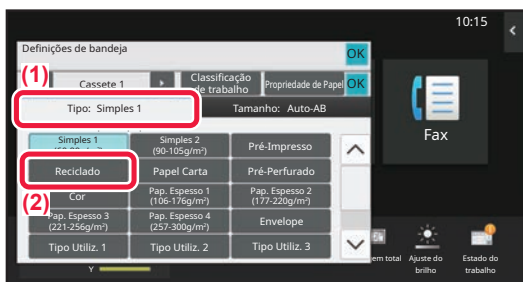 10:15
Definições de bandeja
OK
(1)
Cassete 1
Classificação
de trabalho
Propriedade de Papel
OK
Tipo: Simples 1
Tamanho: Auto-AB
Simples 1
Simples 2
(90-105g/m²)
Pré-Impresso
Reciclado
Papel Carta
Pré-Perfurado
(2)
Cor
Pap. Espesso 1
(106-176g/m²)
Pap. Espesso 2
(177-220g/m²)
Pap. Espesso 3
(221-256g/m²)
Pap. Espesso 4
(257-300g/m²)
Envelope
Tipo Utiliz. 1
Tipo Utiliz. 2
Tipo Utiliz. 3
Fax
em total
Ajuste do
brilho
Estado do
trabalho
Y